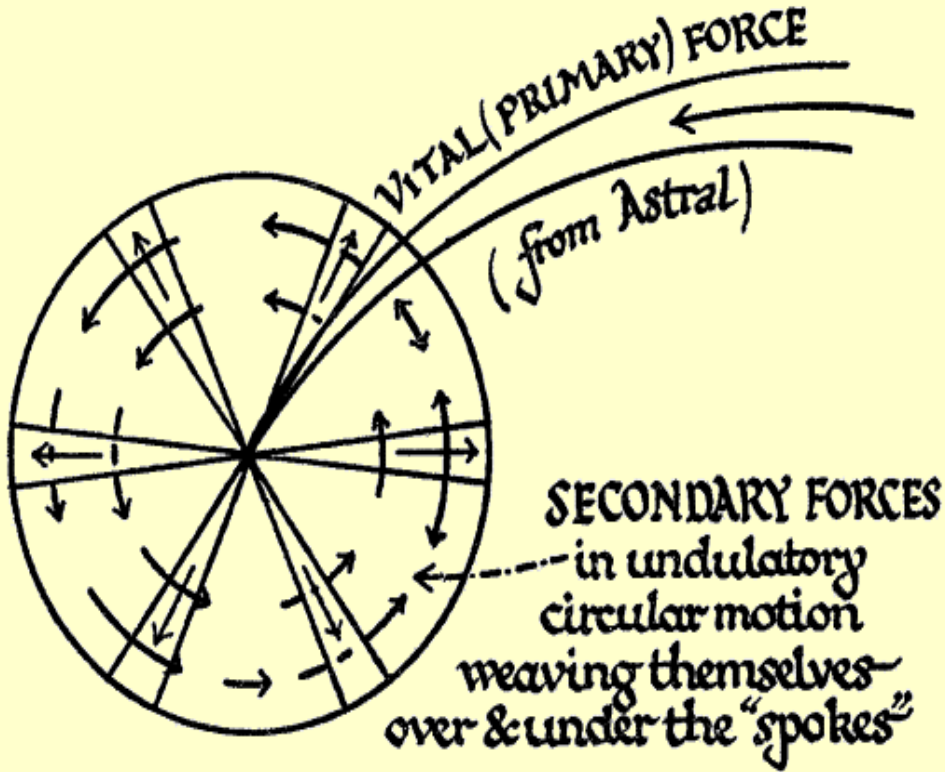 VITAL (PRIMARY) FORCE
(from Astral)
SECONDARY FORCES
in undulatory
circular motion
weaving themselves
over & under the "spokes"